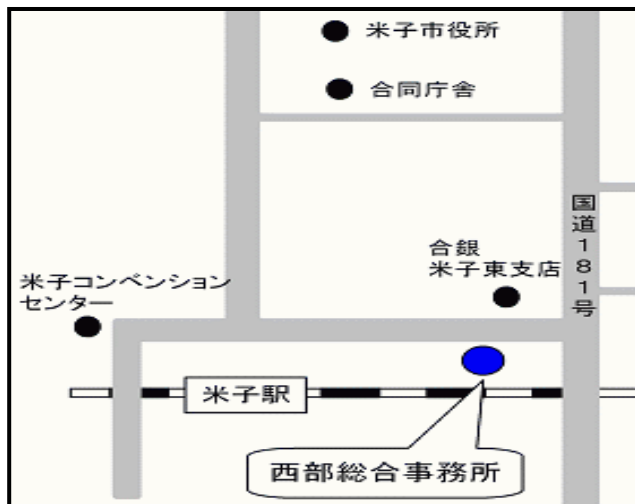 米子市役所
合同庁舎
国道181号
合銀
米子東支店
米子コンベンション
センター
米子駅
西部総合事務所